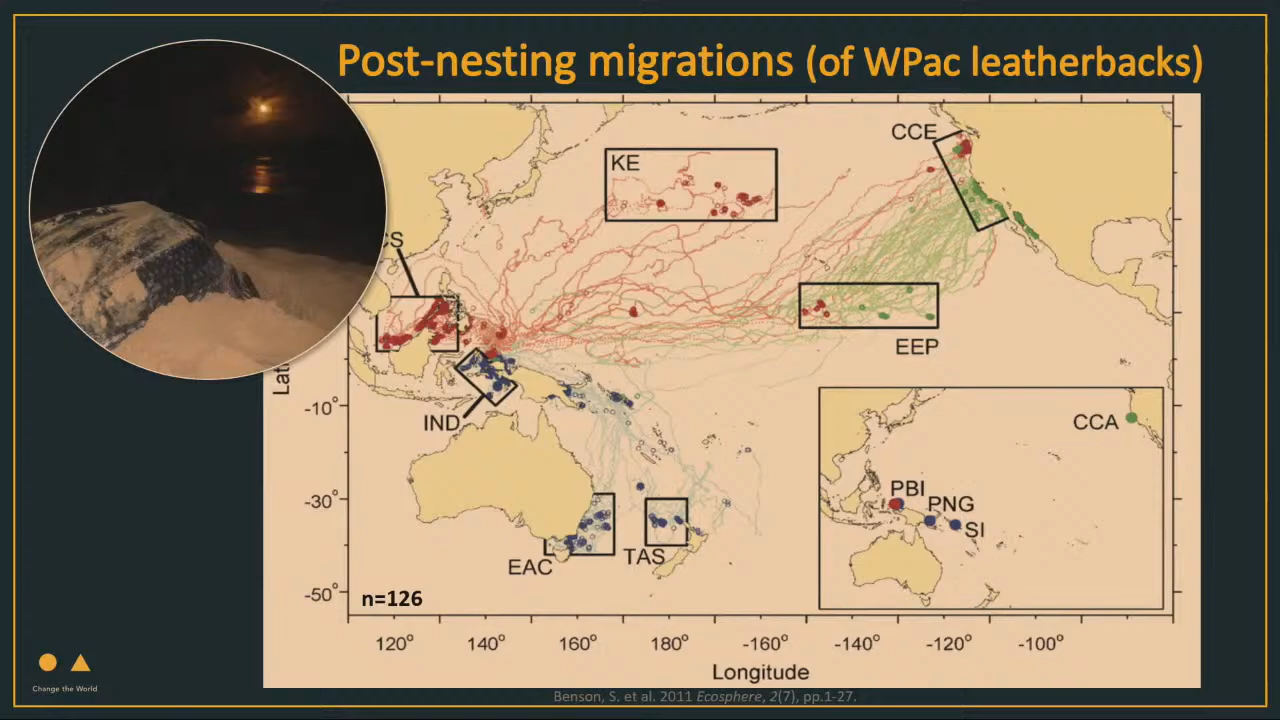 Post-nesting migrations (of WPac leatherbacks)
CCE
KE
CS
EEP
IND
-10°
CCA
PBI
-30°
PNG
SI
EAC
TAS
-50°
n=126
120° 140° 160° 180° -160° -140° -120° -100°
Longitude
Change the World
Benson, S. et al. 2011 Ecosphere, 2(7), pp.1-27.